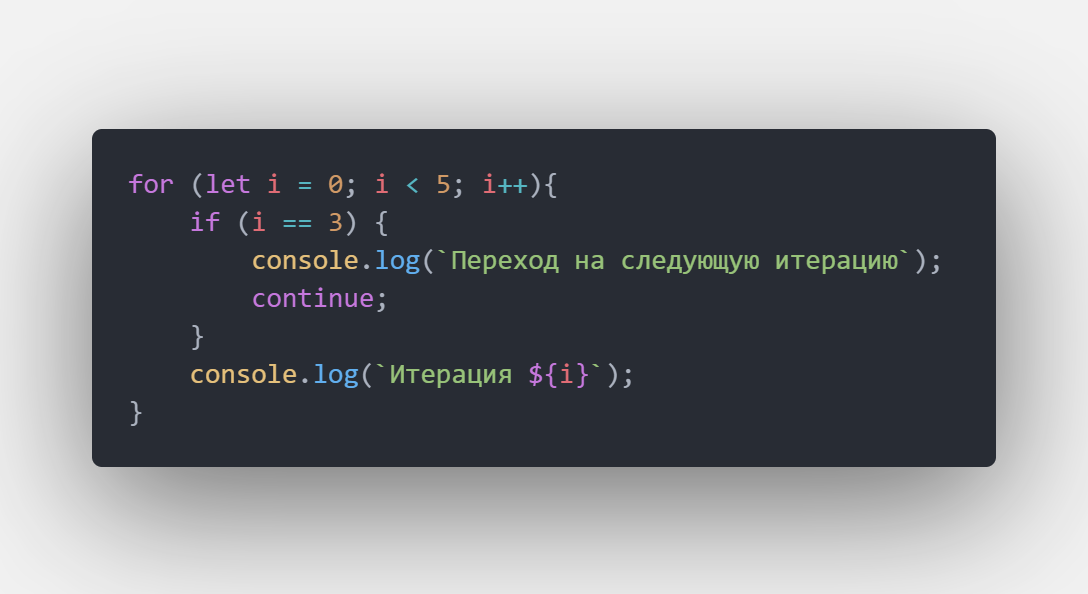 for (let i = 0; i < 5; i++){
    if (i == 3) {
        console.log(`Переход на следующую итерацию`);
        continue;
    }
    console.log(`Итерация ${i}`);
}